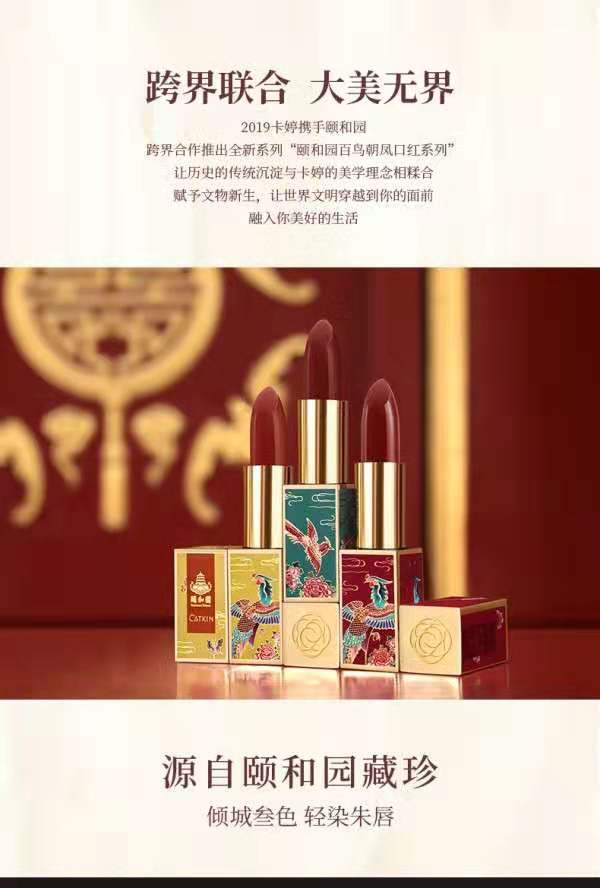 跨界联合 大美无界
2019卡婷携手颐和园
跨界合作推出全新系列“颐和园百鸟朝凤口红系列”
让历史的传统沉淀与卡婷的美学理念相糅合
赋予文物新生，让世界文明穿越到你的面前
融入你美好的生活
頤和園
CATKIN
源自颐和园藏珍
倾城叁色 轻染朱唇